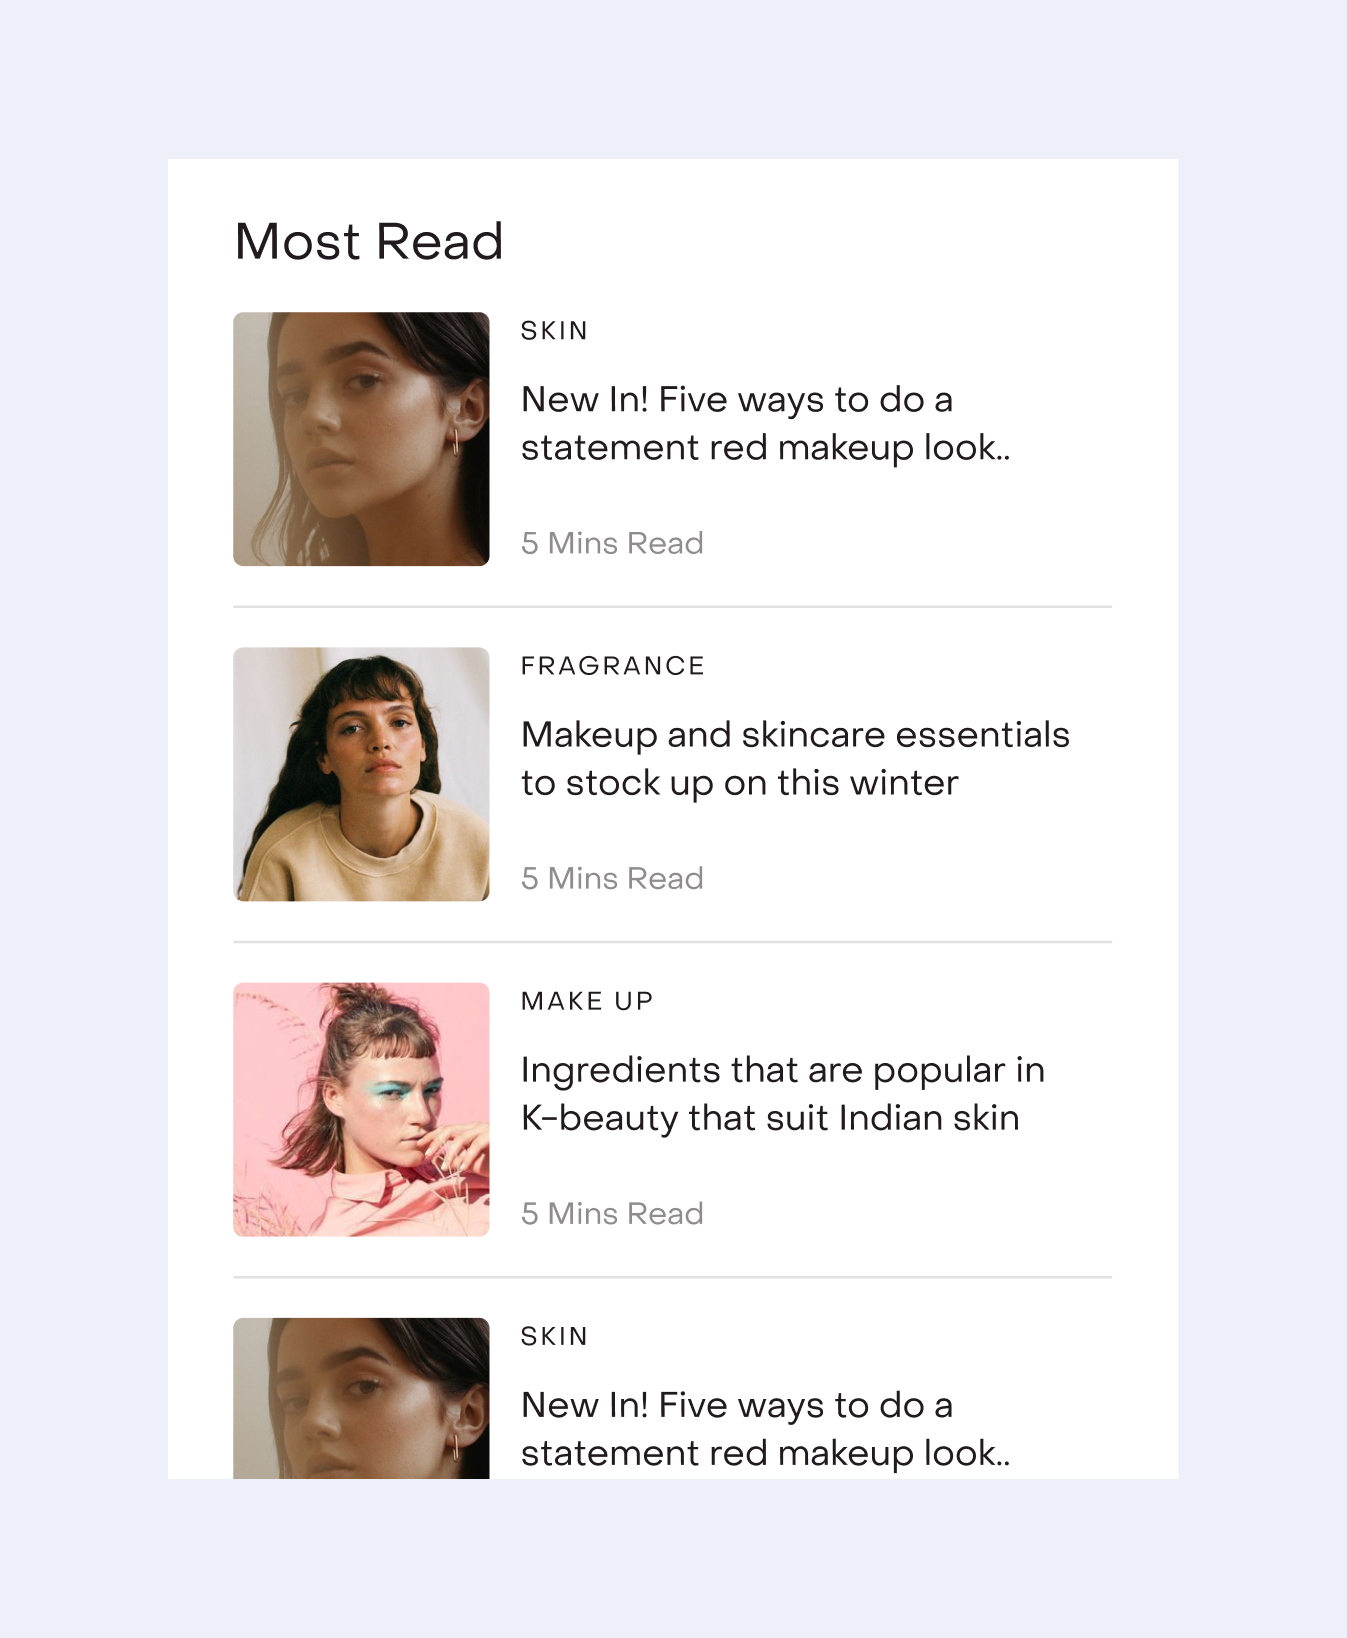 Most Read
SKIN
New In! Five ways to do a
statement red makeup look..
5 Mins Read
FRAGRANCE
Makeup and skincare essentials
to stock up on this winter
5 Mins Read
MAKE UP
Ingredients that are popular in
K-beauty that suit Indian skin
5 Mins Read
SKIN
New In! Five ways to do a
statement red makeup look..